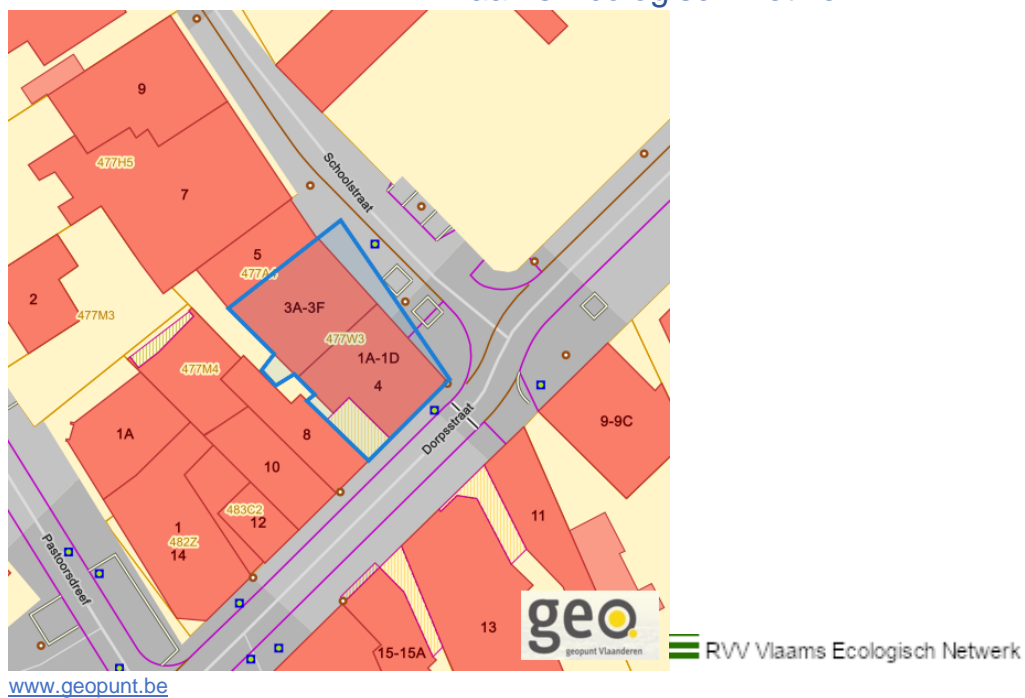 9
477H5
7
Schoolstraat
5
2
477M3
3A-3F
477W3
1A-1D
4
477M4
1A
8
9-9C
Dorpsstraat
10
483C2
12
1
482Z
14
11
Pastoorsdreef
13
15-15A
geo
geopunt Vlaanderen
RVV Vlaams Ecologisch Netwerk
www.geopunt.be